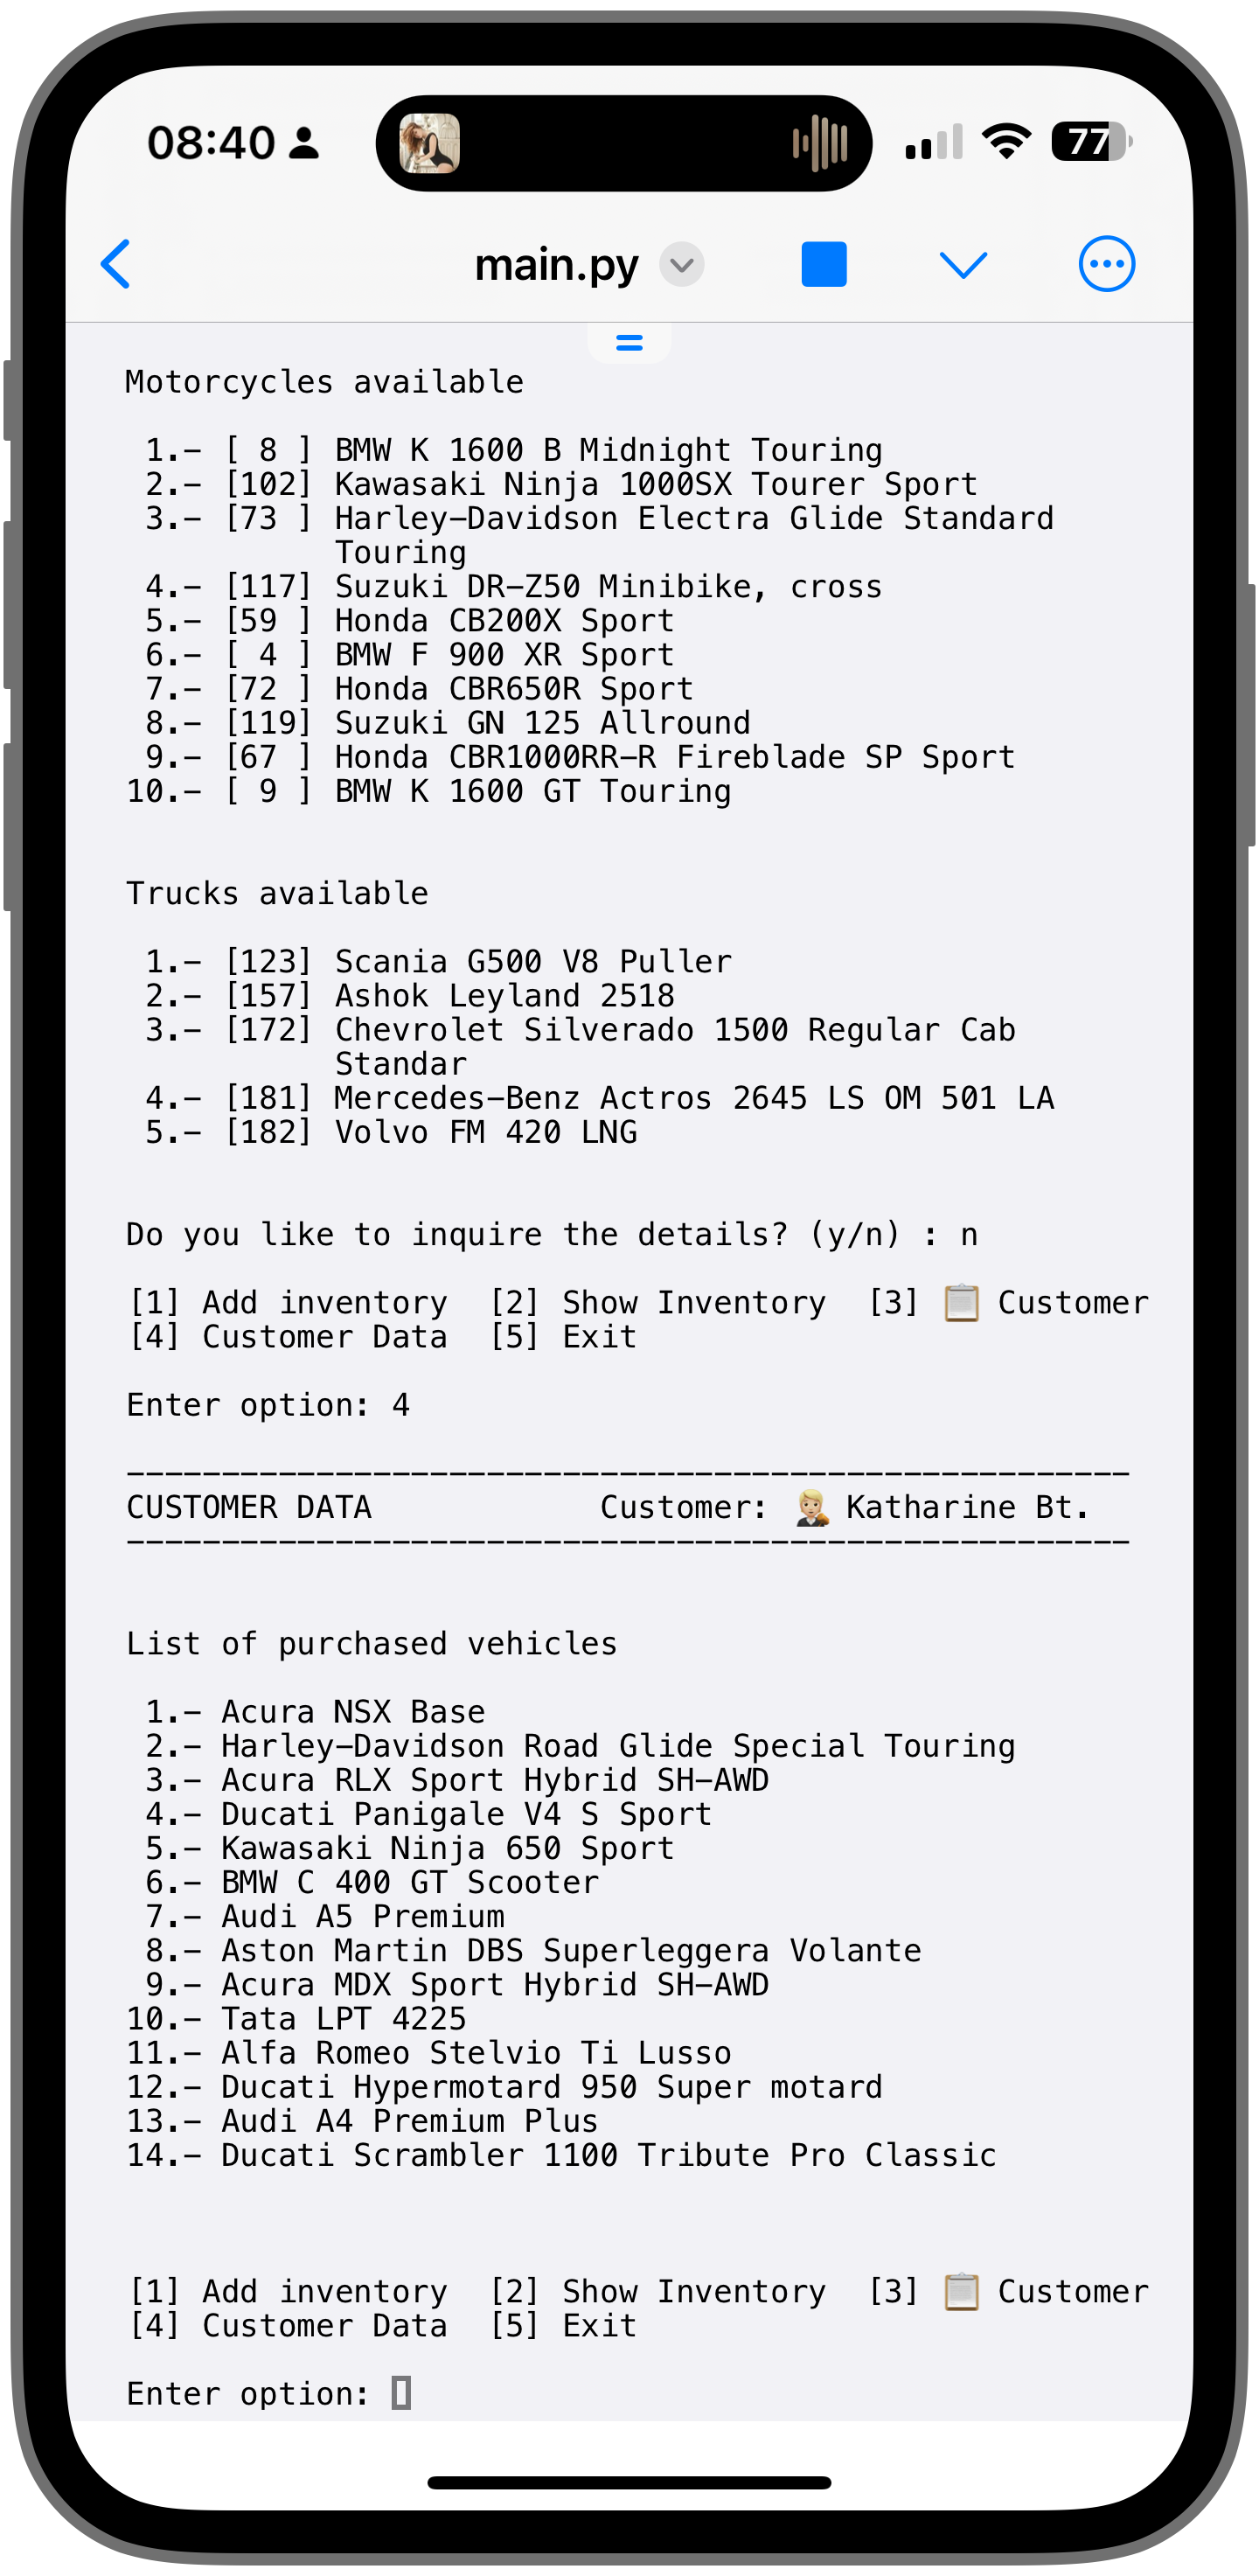 08:40
77
main.py
Motorcycles available
1.- [ 8 ] BMW K 1600 B Midnight Touring
2.- [102] Kawasaki Ninja 1000SX Tourer Sport
3.- [73 ] Harley-Davidson Electra Glide Standard
Touring
4.- [117] Suzuki DR-Z50 Minibike, cross
5.- [59 ] Honda CB200X Sport
6.- [ 4 ] BMW F 900 XR Sport
7.- [72 ] Honda CBR650R Sport
8.- [119] Suzuki GN 125 Allround
9.- [67 ] Honda CBR1000RR-R Fireblade SP Sport
10.- [ 9 ] BMW K 1600 GT Touring
Trucks available
1.- [123] Scania G500 V8 Puller
2.- [157] Ashok Leyland 2518
3.- [172] Chevrolet Silverado 1500 Regular Cab
Standar
4.- [181] Mercedes-Benz Actros 2645 LS OM 501 LA
5.- [182] Volvo FM 420 LNG
Do you like to inquire the details? (y/n) : n
[1] Add inventory [2] Show Inventory [3] 📋 Customer
[4] Customer Data [5] Exit
Enter option: 4
-----------------------------------------------------
CUSTOMER DATA Customer: 🤵🏼 Katharine Bt.
-----------------------------------------------------
List of purchased vehicles
1.- Acura NSX Base
2.- Harley-Davidson Road Glide Special Touring
3.- Acura RLX Sport Hybrid SH-AWD
4.- Ducati Panigale V4 S Sport
5.- Kawasaki Ninja 650 Sport
6.- BMW C 400 GT Scooter
7.- Audi A5 Premium
8.- Aston Martin DBS Superleggera Volante
9.- Acura MDX Sport Hybrid SH-AWD
10.- Tata LPT 4225
11.- Alfa Romeo Stelvio Ti Lusso
12.- Ducati Hypermotard 950 Super motard
13.- Audi A4 Premium Plus
14.- Ducati Scrambler 1100 Tribute Pro Classic
[1] Add inventory [2] Show Inventory [3] 📋 Customer
[4] Customer Data [5] Exit
Enter option: